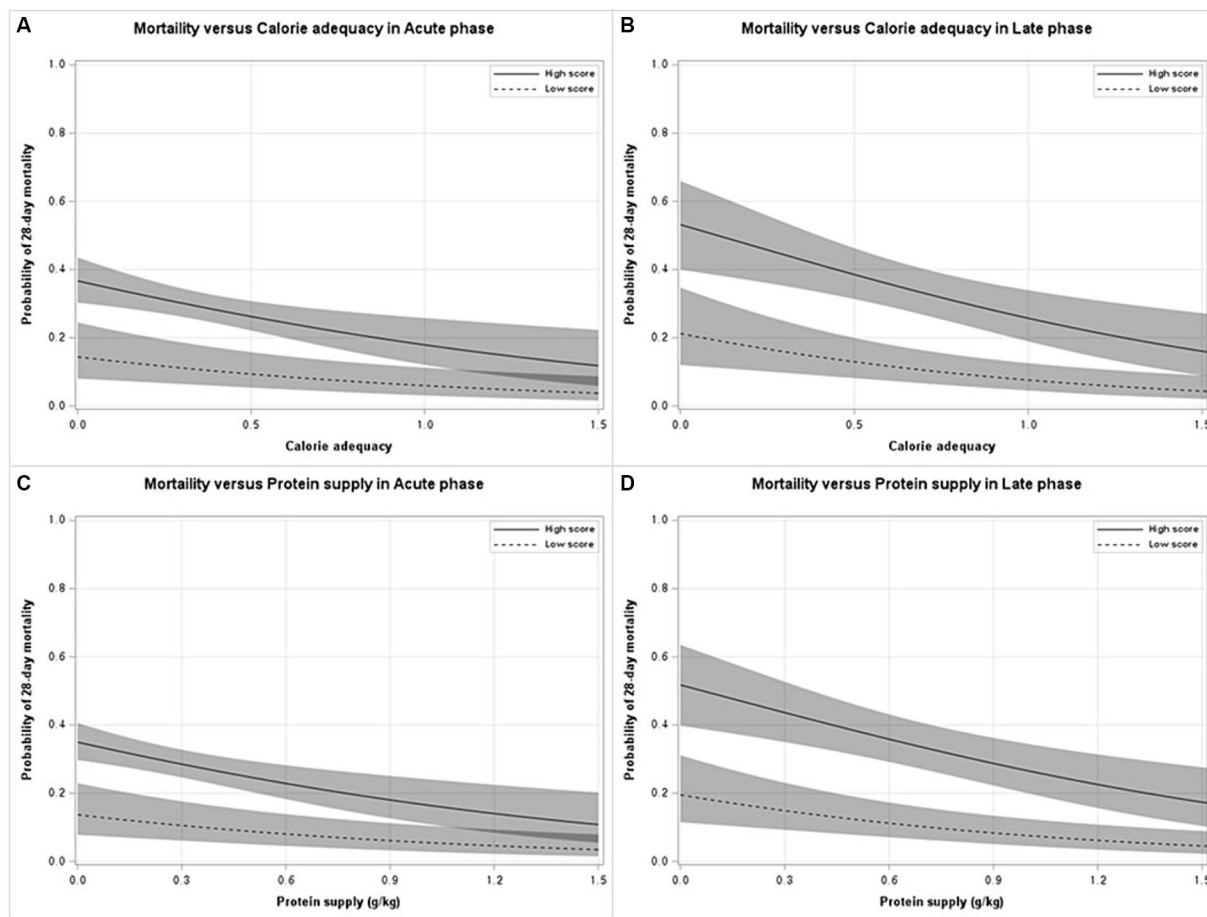 A
Mortaility versus Calorie adequacy in Acute phase
High score
Low score
Probability of 28-day mortality
1.0
0.8
0.6
0.4
0.2
0.0
0.0 0.5 1.0 1.5
Calorie adequacy
B
Mortaility versus Calorie adequacy in Late phase
High score
Low score
Probability of 28-day mortality
1.0
0.8
0.6
0.4
0.2
0.0
0.0 0.5 1.0 1.5
Calorie adequacy
C
Mortaility versus Protein supply in Acute phase
High score
Low score
Probability of 28-day mortality
1.0
0.8
0.6
0.4
0.2
0.0
0.0 0.3 0.6 0.9 1.2 1.5
Protein supply (g/kg)
D
Mortaility versus Protein supply in Late phase
High score
Low score
Probability of 28-day mortality
1.0
0.8
0.6
0.4
0.2
0.0
0.0 0.3 0.6 0.9 1.2 1.5
Protein supply (g/kg)